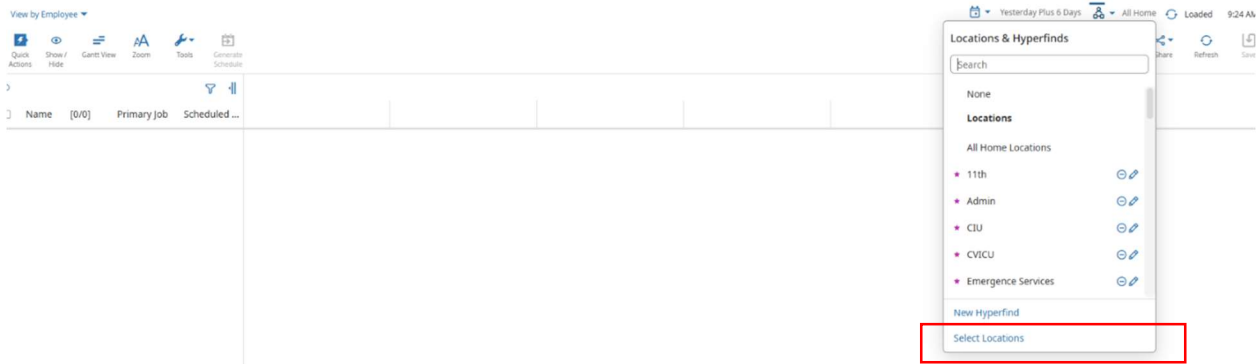 View by Employee
Yesterday Plus 6 Days All Home Loaded 9:24 AM
Quick Actions
Show / Hide
Gantt View
Zoom
Tools
Generate Schedule
Share
Refresh
Save
Name [0/0] Primary Job Scheduled ...
Locations & Hyperfinds
Search
None
Locations
All Home Locations
11th
Admin
CIU
CVICU
Emergence Services
New Hyperfind
Select Locations